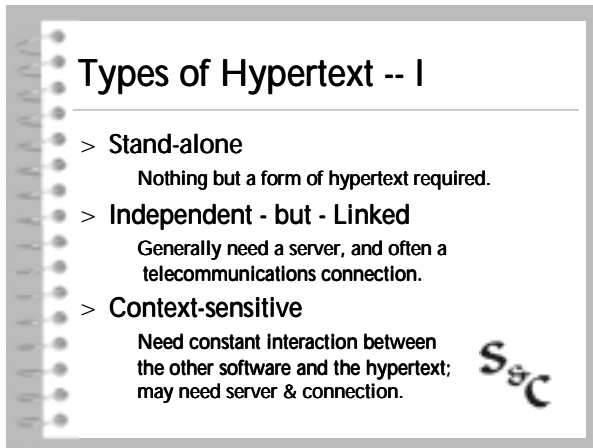 Types of Hypertext -- I
> Stand-alone
Nothing but a form of hypertext required.
> Independent - but - Linked
Generally need a server, and often a
telecommunications connection.
> Context-sensitive
Need constant interaction between
the other software and the hypertext;
may need server & connection.
S&C